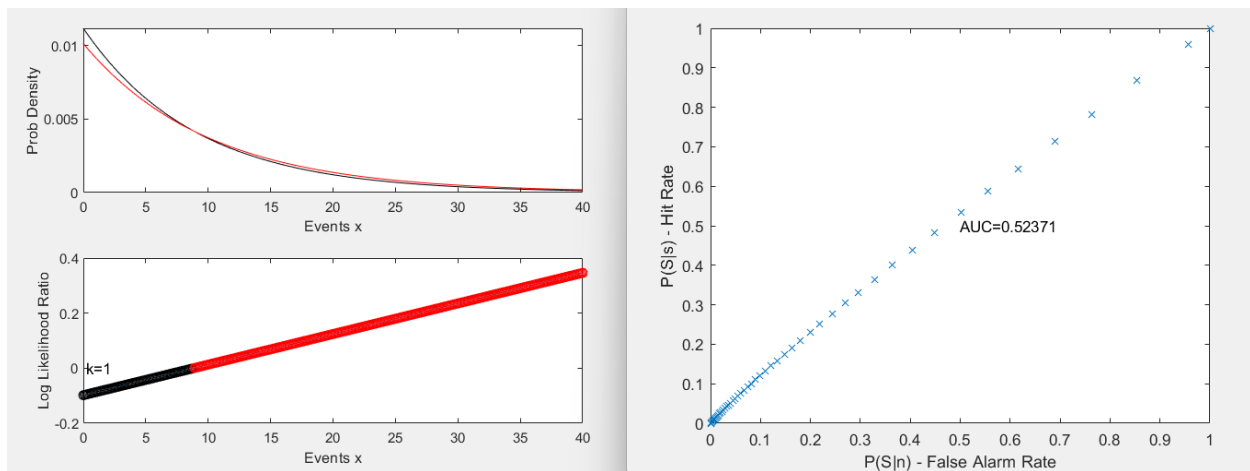 Prob Density
0.01
0.005
0
0 5 10 15 20 25 30 35 40
Events x
Log Likelihood Ratio
0.4
0.2
0
-0.2
k=1
0 5 10 15 20 25 30 35 40
Events x
P(S|s) - Hit Rate
1
0.9
0.8
0.7
0.6
0.5
0.4
0.3
0.2
0.1
0
AUC=0.52371
0 0.1 0.2 0.3 0.4 0.5 0.6 0.7 0.8 0.9 1
P(S|n) - False Alarm Rate